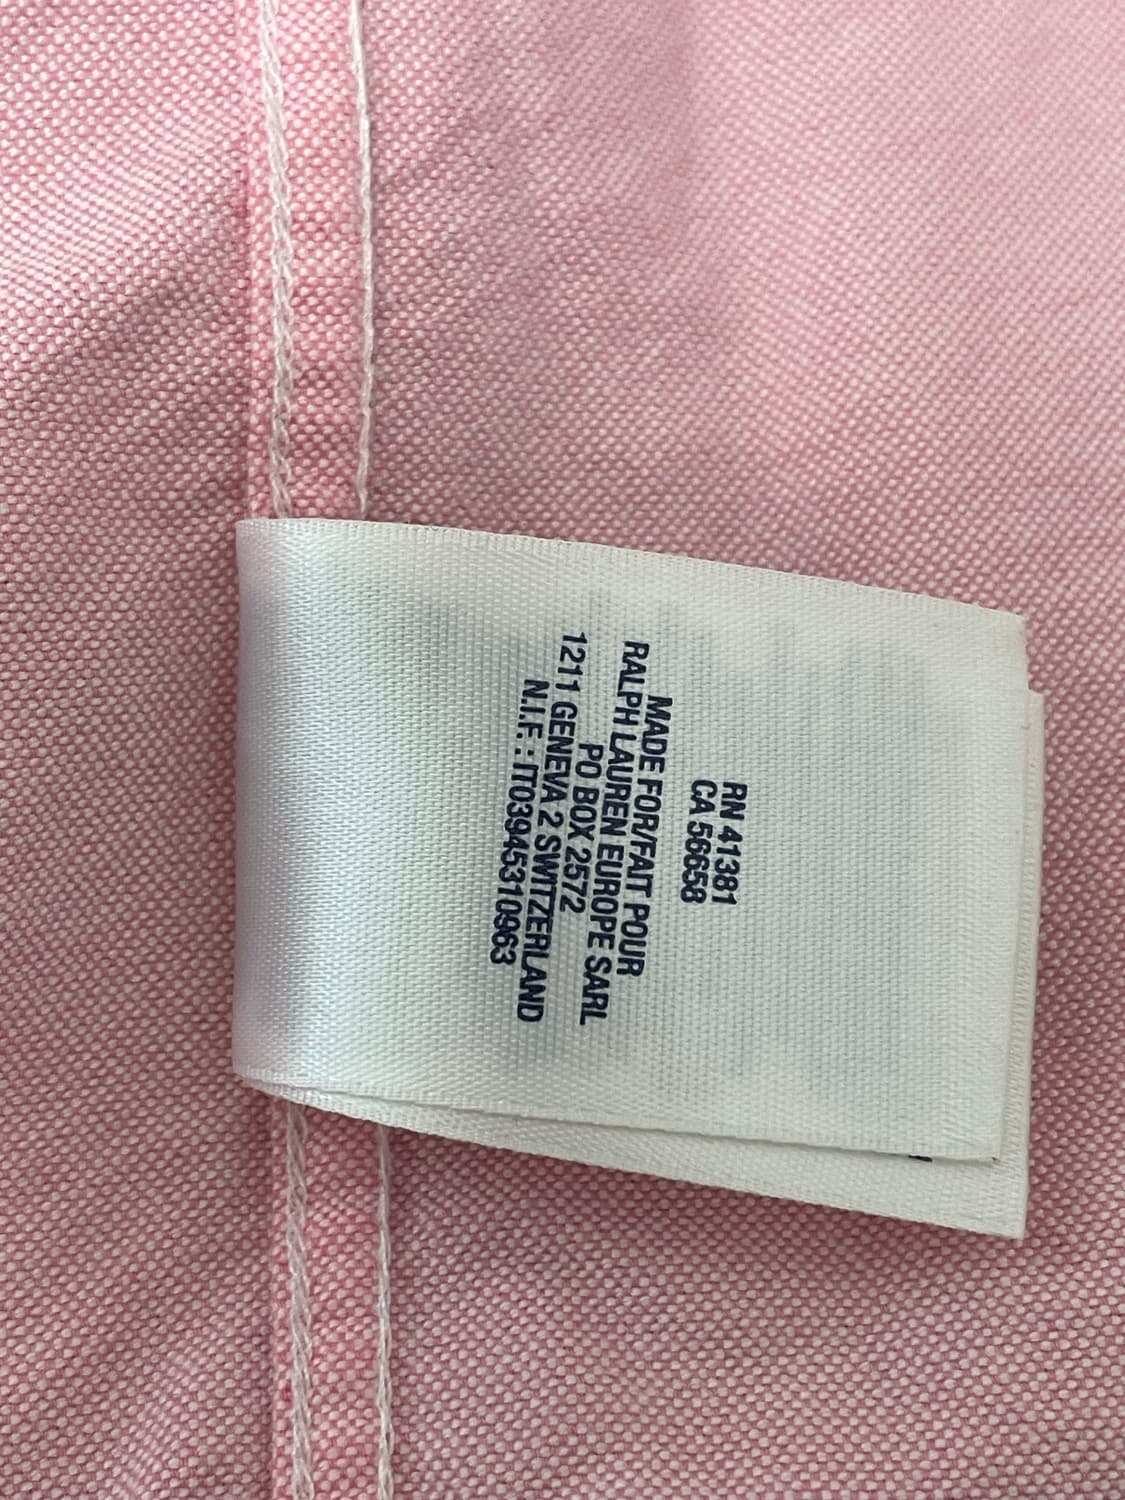 RN 41381
CA 56658
MADE FOR/FAIT POUR
RALPH LAUREN EUROPE SARL
PO BOX 2572
1211 GENEVA 2 SWITZERLAND
N.I.F. : IT03945310963